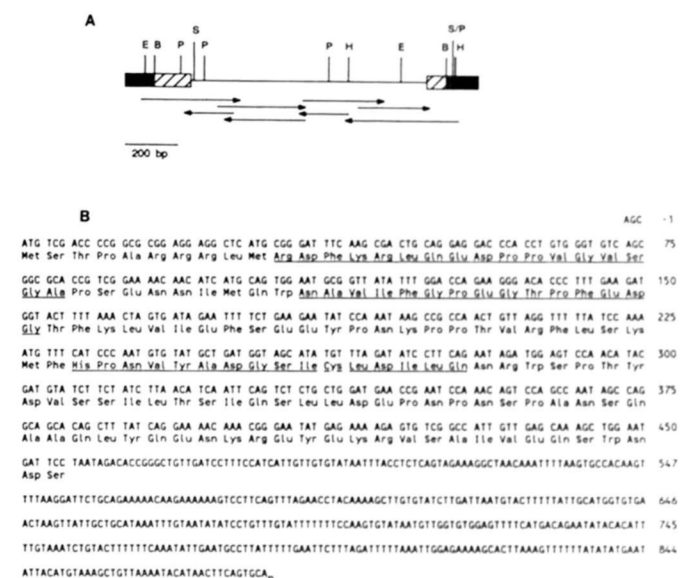 A
S S/P
E B P P P H E B H
200 bp
B
AGC -1
ATG TCG ACC CCG GCG CGG AGG AGG CTC ATG CGG GAT TTC AAG CGA CTG CAG GAG GAC CCA CCT GTG GGT GTC AGC 75
Met Ser Thr Pro Ala Arg Arg Arg Leu Met Arg Asp Phe Lys Arg Leu Gln Glu Asp Pro Pro Val Gly Val Ser
GGC GCA CCG TCG GAA AAC AAC ATC ATG CAG TGG AAT GCG GTT ATA TTT GGA CCA GAA GGG ACA CCC TTT GAA GAT 150
Gly Ala Pro Ser Glu Asn Asn Ile Met Gln Trp Asn Ala Val Ile Phe Gly Pro Glu Gly Thr Pro Phe Glu Asp
GGT ACT TTT AAA CTA GTG ATA GAA TTT TCT GAA GAA TAT CCA AAT AAG CCG CCA ACT GTT AGG TTT TTA TCC AAA 225
Gly Thr Phe Lys Leu Val Ile Glu Phe Ser Glu Glu Tyr Pro Asn Lys Pro Pro Thr Val Arg Phe Leu Ser Lys
ATG TTT CAT CCC AAT GTG TAT GCT GAT GGT AGC ATA TGT TTA GAT ATC CTT CAG AAT AGA TGG AGT CCA ACA TAC 300
Met Phe His Pro Asn Val Tyr Ala Asp Gly Ser Ile Cys Leu Asp Ile Leu Gln Asn Arg Trp Ser Pro Thr Tyr
GAT GTA TCT TCT ATC TTA ACA TCA ATT CAG TCT CTG CTG GAT GAA CCG AAT CCA AAC AGT CCA GCC AAT AGC CAG 375
Asp Val Ser Ser Ile Leu Thr Ser Ile Gln Ser Leu Leu Asp Glu Pro Asn Pro Asn Ser Pro Ala Asn Ser Gln
GCA GCA CAG CTT TAT CAG GAA AAC AAA CGG GAA TAT GAG AAA AGA GTG TCG GCC ATT GTT GAG CAA AGC TGG AAT 450
Ala Ala Gln Leu Tyr Gln Glu Asn Lys Arg Glu Tyr Glu Lys Arg Val Ser Ala Ile Val Glu Gln Ser Trp Asn
GAT TCC TAATAGACACCGGGCTGTTGATCCTTTCCATCATTGTTGTGTATAATTTACCTCTCAGTAGAAAGGCTAACAAATTTTAAGTGCCACAAGT 547
Asp Ser
TTTAAGGATTCTGCAGAAAAACAAGAAAAAAGTCCTTCAGTTTAGAACCTACAAAAGCTTGTGTATCTTGATTAATGTACTTTTTATTGCATGGTGTGA 646
ACTAAGTTATTGCTGCATAAATTTGTAATATATCCTGTTTGTATTTTTTTTCCAAGTGTATAATGTTGGTGTGGAGTTTTCATGACAGAATATACACATT 745
TTGTAAATCTGTACTTTTTTCAAATATTGAATGCCTTATTTTTGAATTCTTTAGATTTTTAAATTGGAGAAAAGCACTTAAAGTTTTTTATATATGAAT 844
ATTACATGTAAAGCTGTTAAAATACATAACTTCAGTGCA